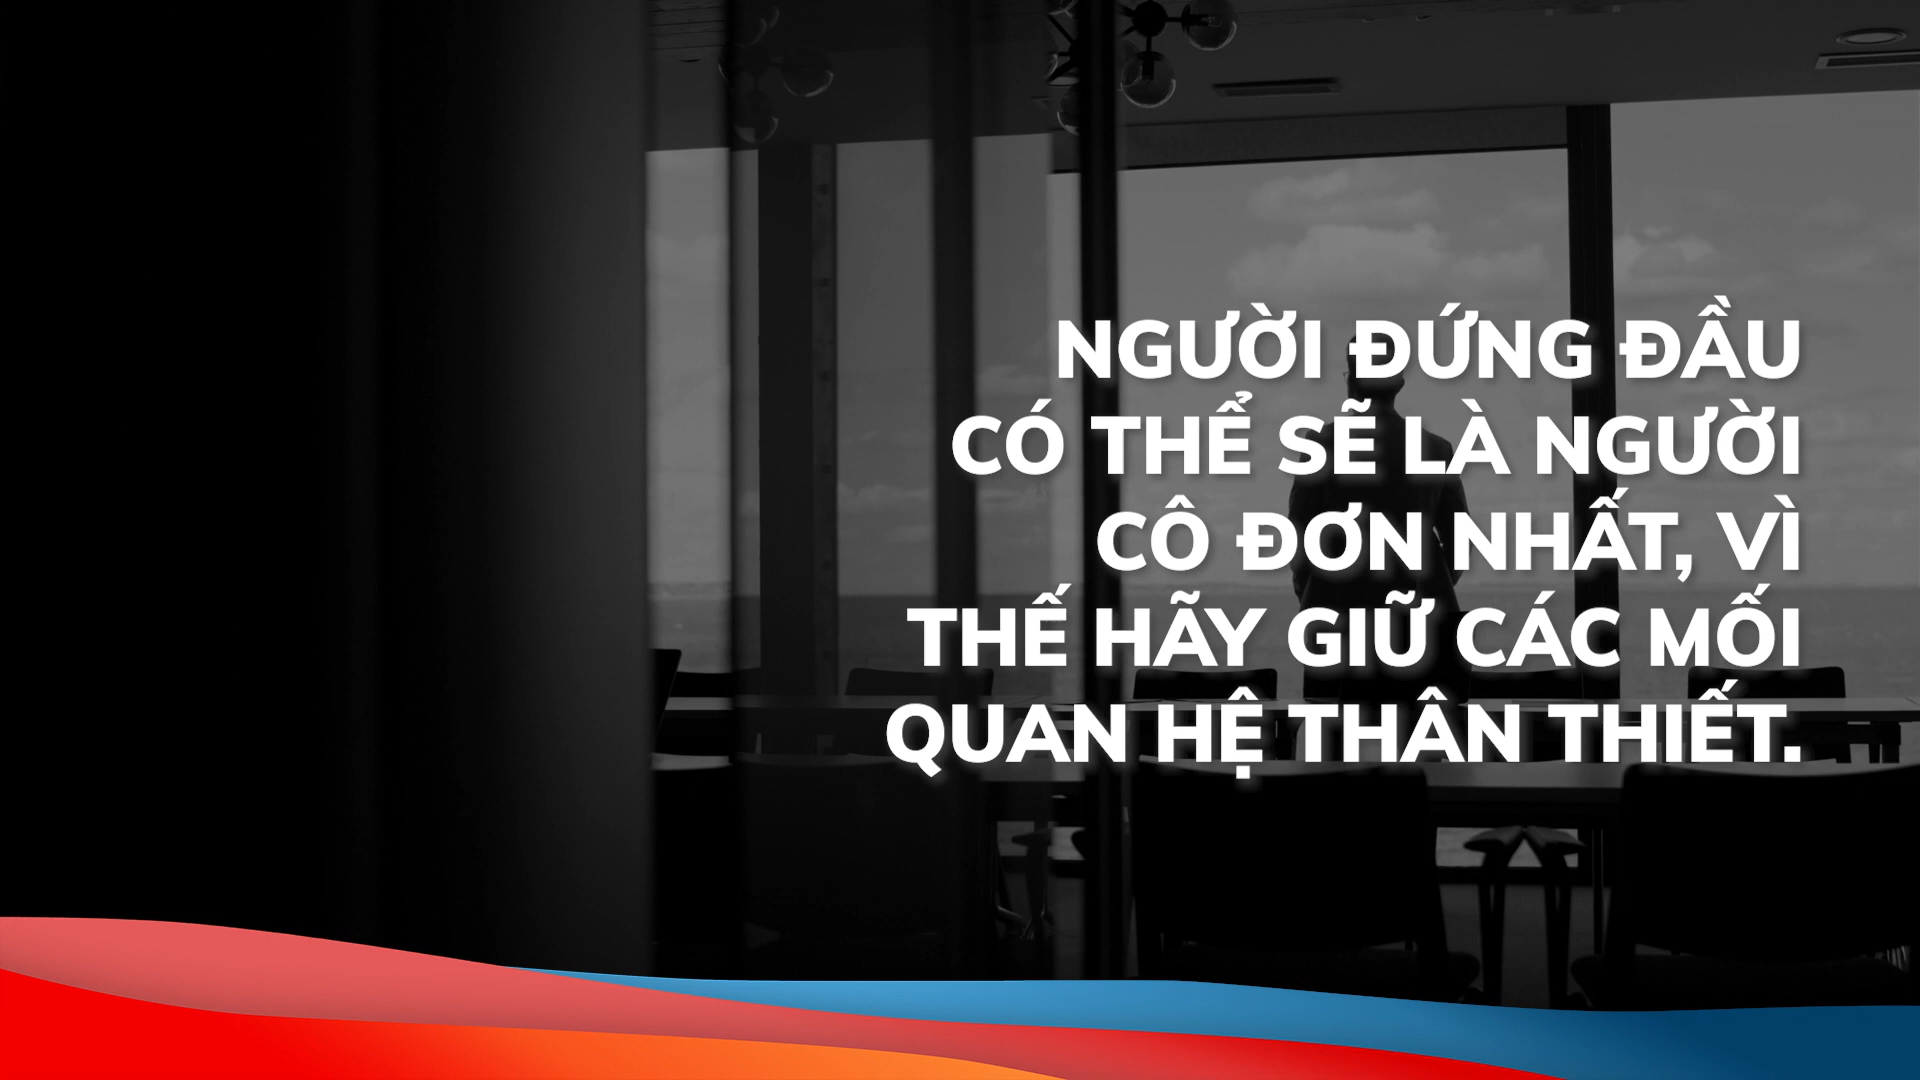 NGƯỜI ĐỨNG ĐẦU
CÓ THỂ SẼ LÀ NGƯỜI
CÔ ĐƠN NHẤT, VÌ
THẾ HÃY GIỮ CÁC MỐI
QUAN HỆ THÂN THIẾT.